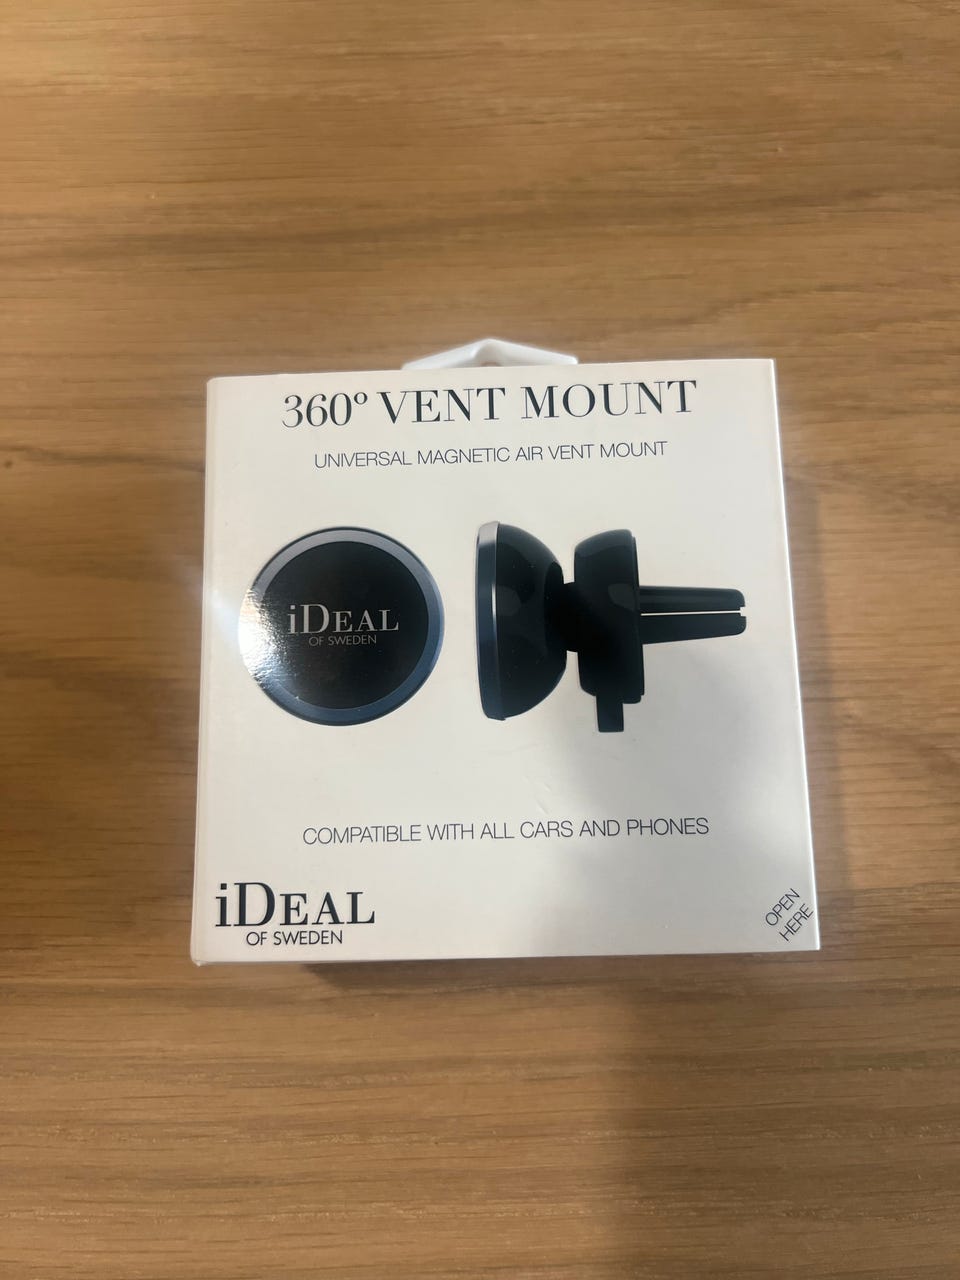 360º VENT MOUNT
UNIVERSAL MAGNETIC AIR VENT MOUNT
iDEAL
OF SWEDEN
COMPATIBLE WITH ALL CARS AND PHONES
iDEAL
OF SWEDEN
OPEN
HERE